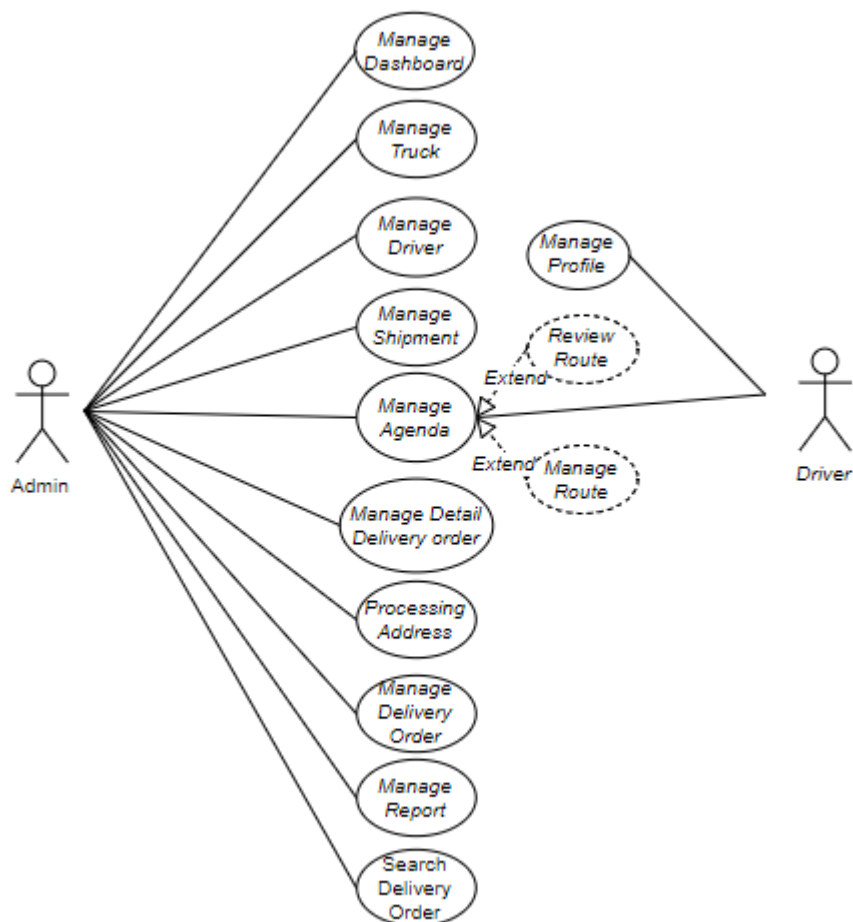 Manage
Dashboard
Manage
Truck
Manage
Driver
Manage
Profile
Manage
Shipment
Review
Route
Extend
Manage
Agenda
Extend
Manage
Route
Admin
Driver
Manage Detail
Delivery order
Processing
Address
Manage
Delivery
Order
Manage
Report
Search
Delivery
Order